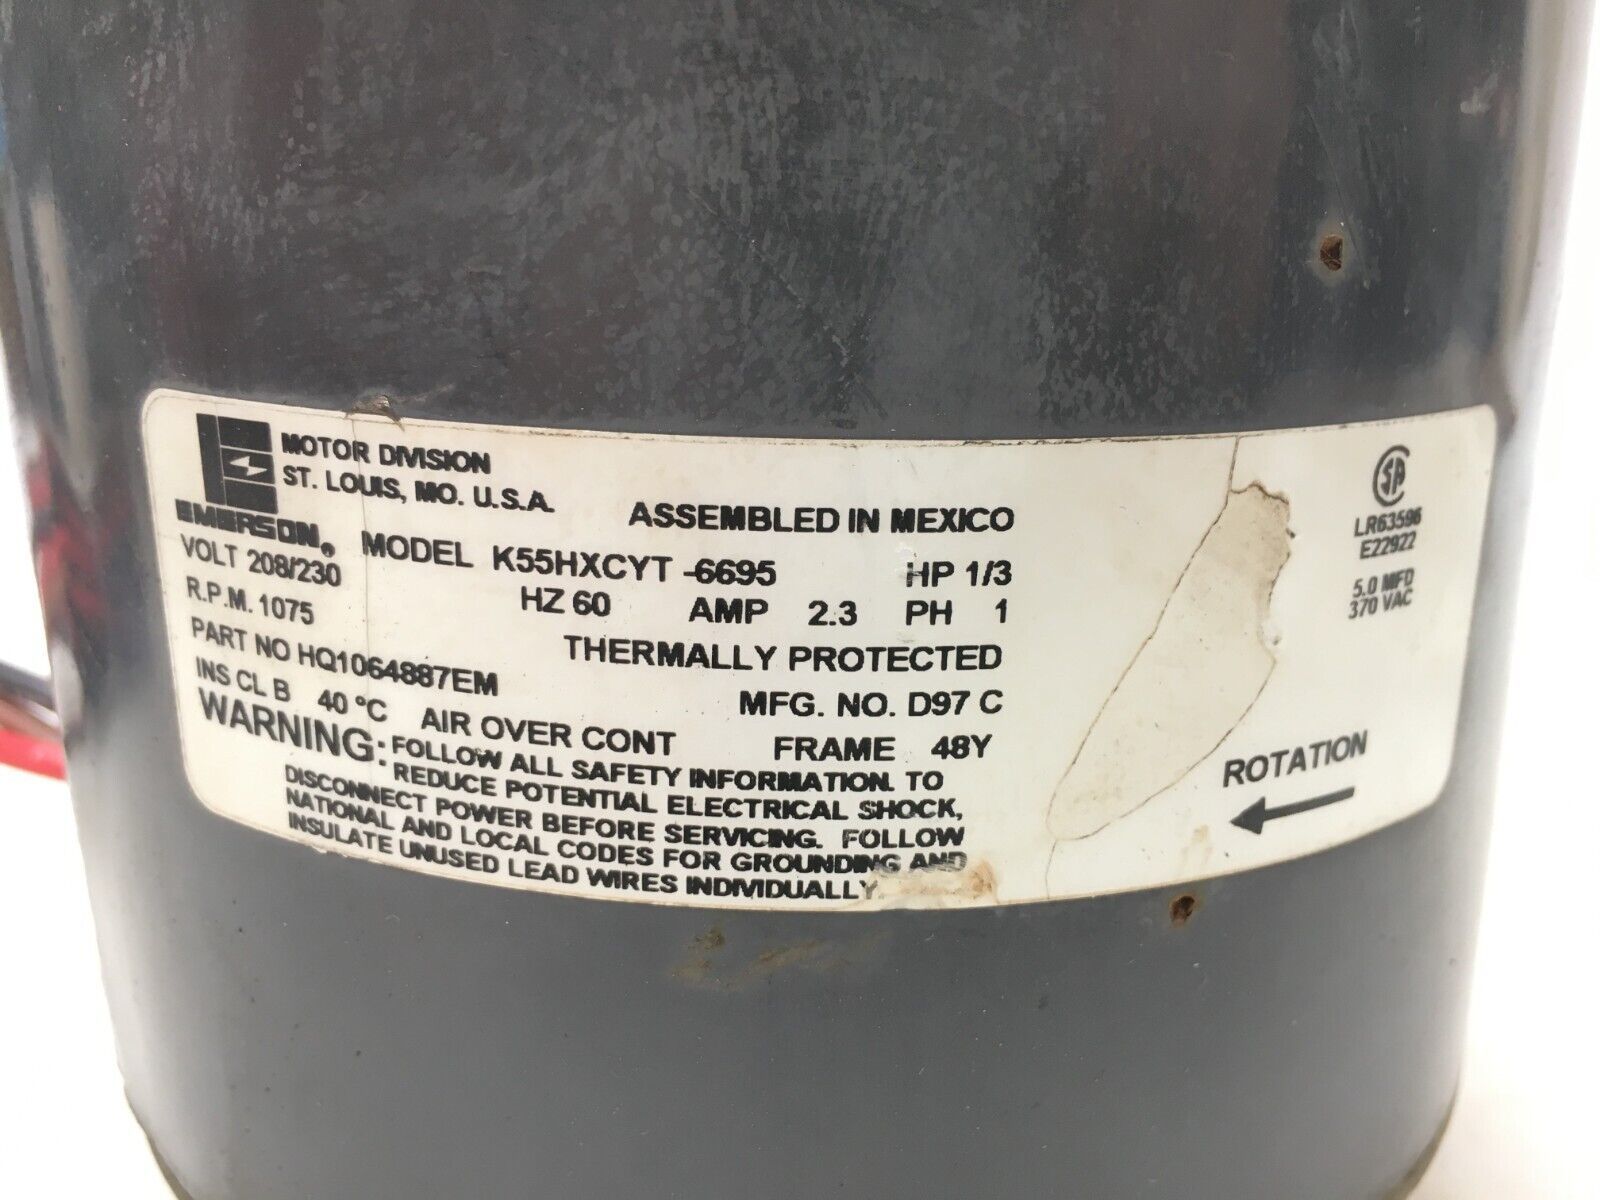 MOTOR DIVISION
ST. LOUIS, MO. U.S.A.
EMERSON®
ASSEMBLED IN MEXICO
MODEL K55HXCYT -6695 HP 1/3
VOLT 208/230 HZ 60 AMP 2.3 PH 1
R.P.M. 1075 THERMALLY PROTECTED
PART NO HQ1064887EM MFG. NO. D97 C
INS CL B 40 °C AIR OVER CONT FRAME 48Y
WARNING: FOLLOW ALL SAFETY INFORMATION. TO
REDUCE POTENTIAL ELECTRICAL SHOCK,
DISCONNECT POWER BEFORE SERVICING. FOLLOW
NATIONAL AND LOCAL CODES FOR GROUNDING AND
INSULATE UNUSED LEAD WIRES INDIVIDUALLY.
SA
LR63596
E22922
5.0 MFD
370 VAC
ROTATION